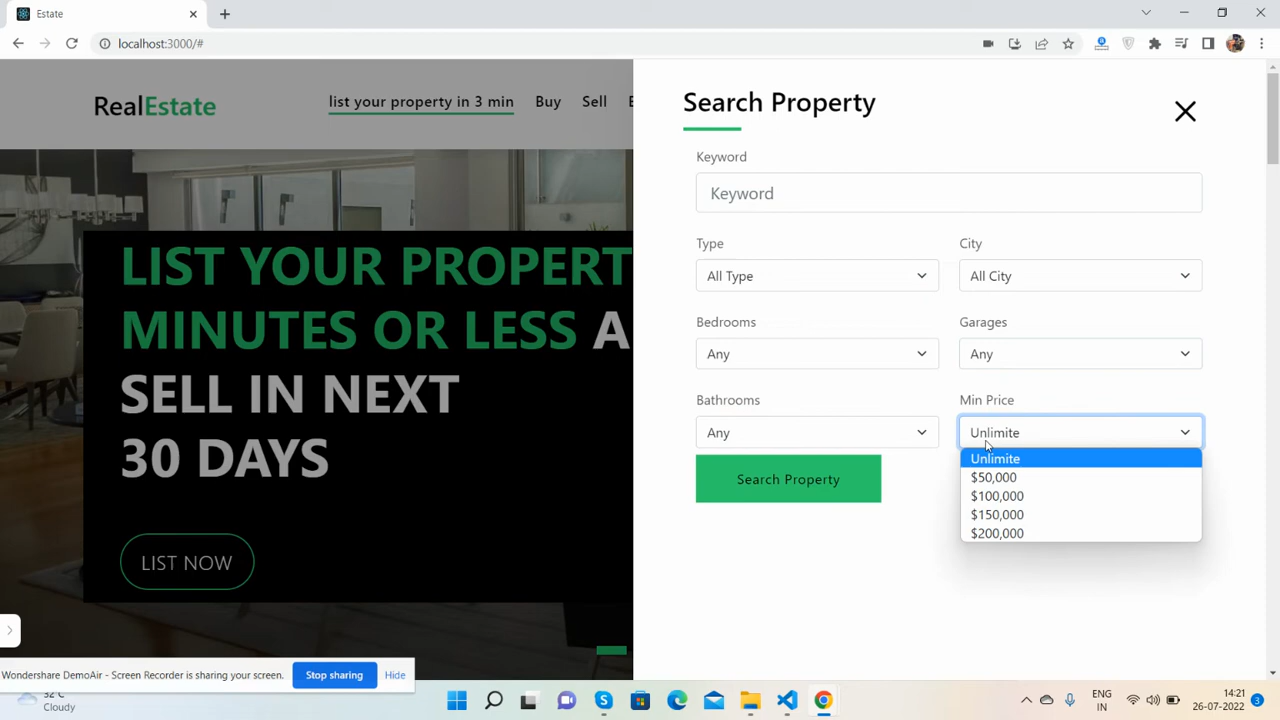 Estate
localhost:3000/#
RealEstate
list your property in 3 min
Buy
Sell
Search Property
Keyword
Keyword
Type
City
All Type
All City
Bedrooms
Garages
Any
Any
Bathrooms
Min Price
Any
Unlimite
Unlimite
$50,000
$100,000
$150,000
$200,000
Search Property
LIST YOUR PROPERT
MINUTES OR LESS A
SELL IN NEXT
30 DAYS
LIST NOW
Wondershare DemoAir - Screen Recorder is sharing your screen.
Stop sharing
Hide
Cloudy
ENG
IN
14:21
26-07-2022
3